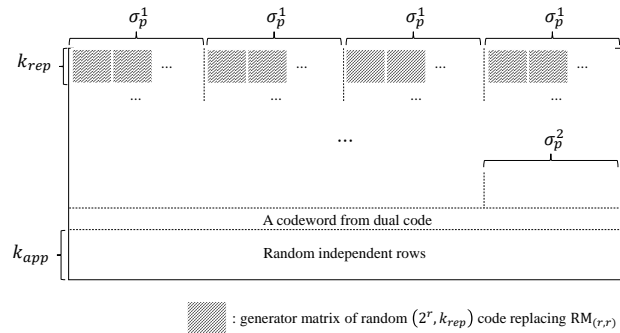 σ_p^1 σ_p^1 σ_p^1 σ_p^1
k_rep ... ... ... ...
... ... ... ...
...
σ_p^2
A codeword from dual code
k_app Random independent rows
: generator matrix of random (2^r, k_rep) code replacing RM_(r,r)